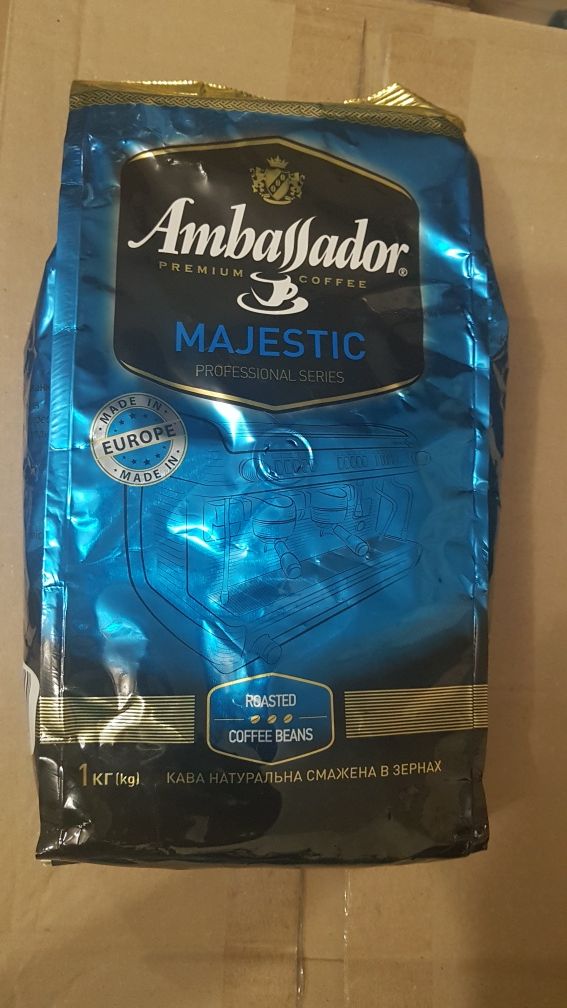 Ambassador®
PREMIUM COFFEE
MAJESTIC
PROFESSIONAL SERIES
MADE IN
EUROPE
MADE IN
ROASTED
COFFEE BEANS
1 КГ (kg) КАВА НАТУРАЛЬНА СМАЖЕНА В ЗЕРНАХ